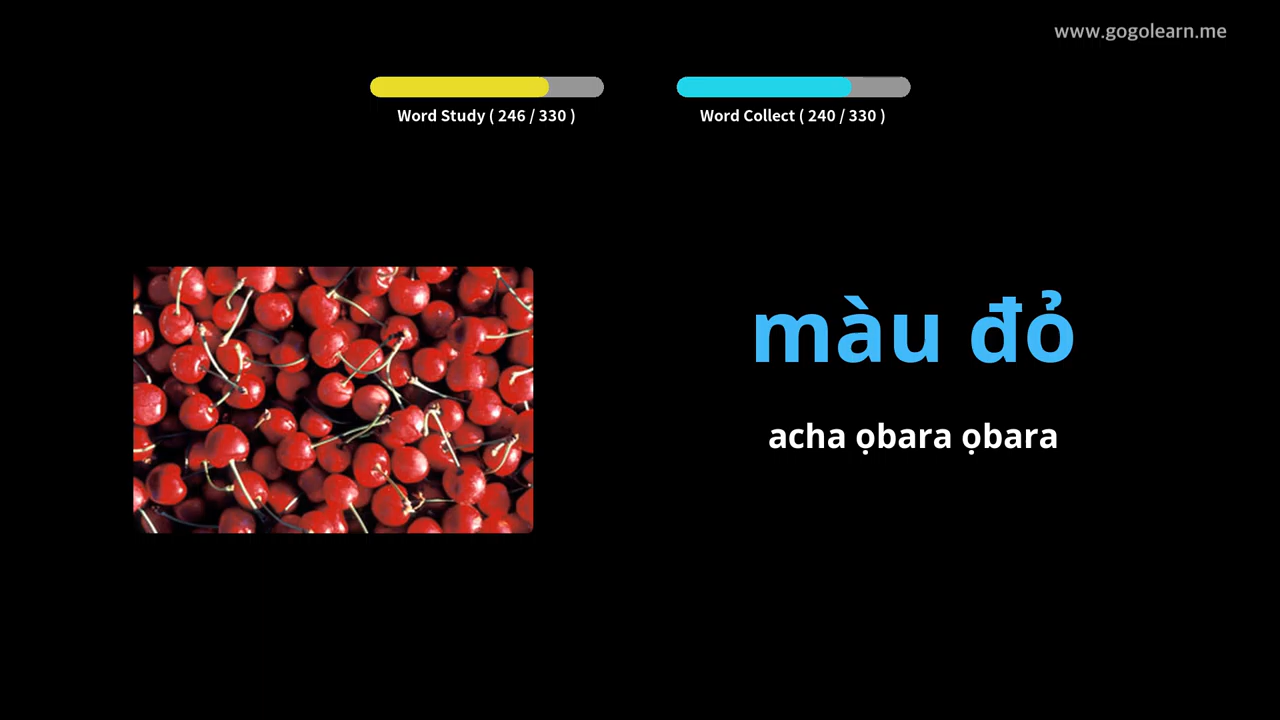 www.gogolearn.me
Word Study ( 246 / 330 )
Word Collect ( 240 / 330 )
màu đỏ
acha ọbara ọbara